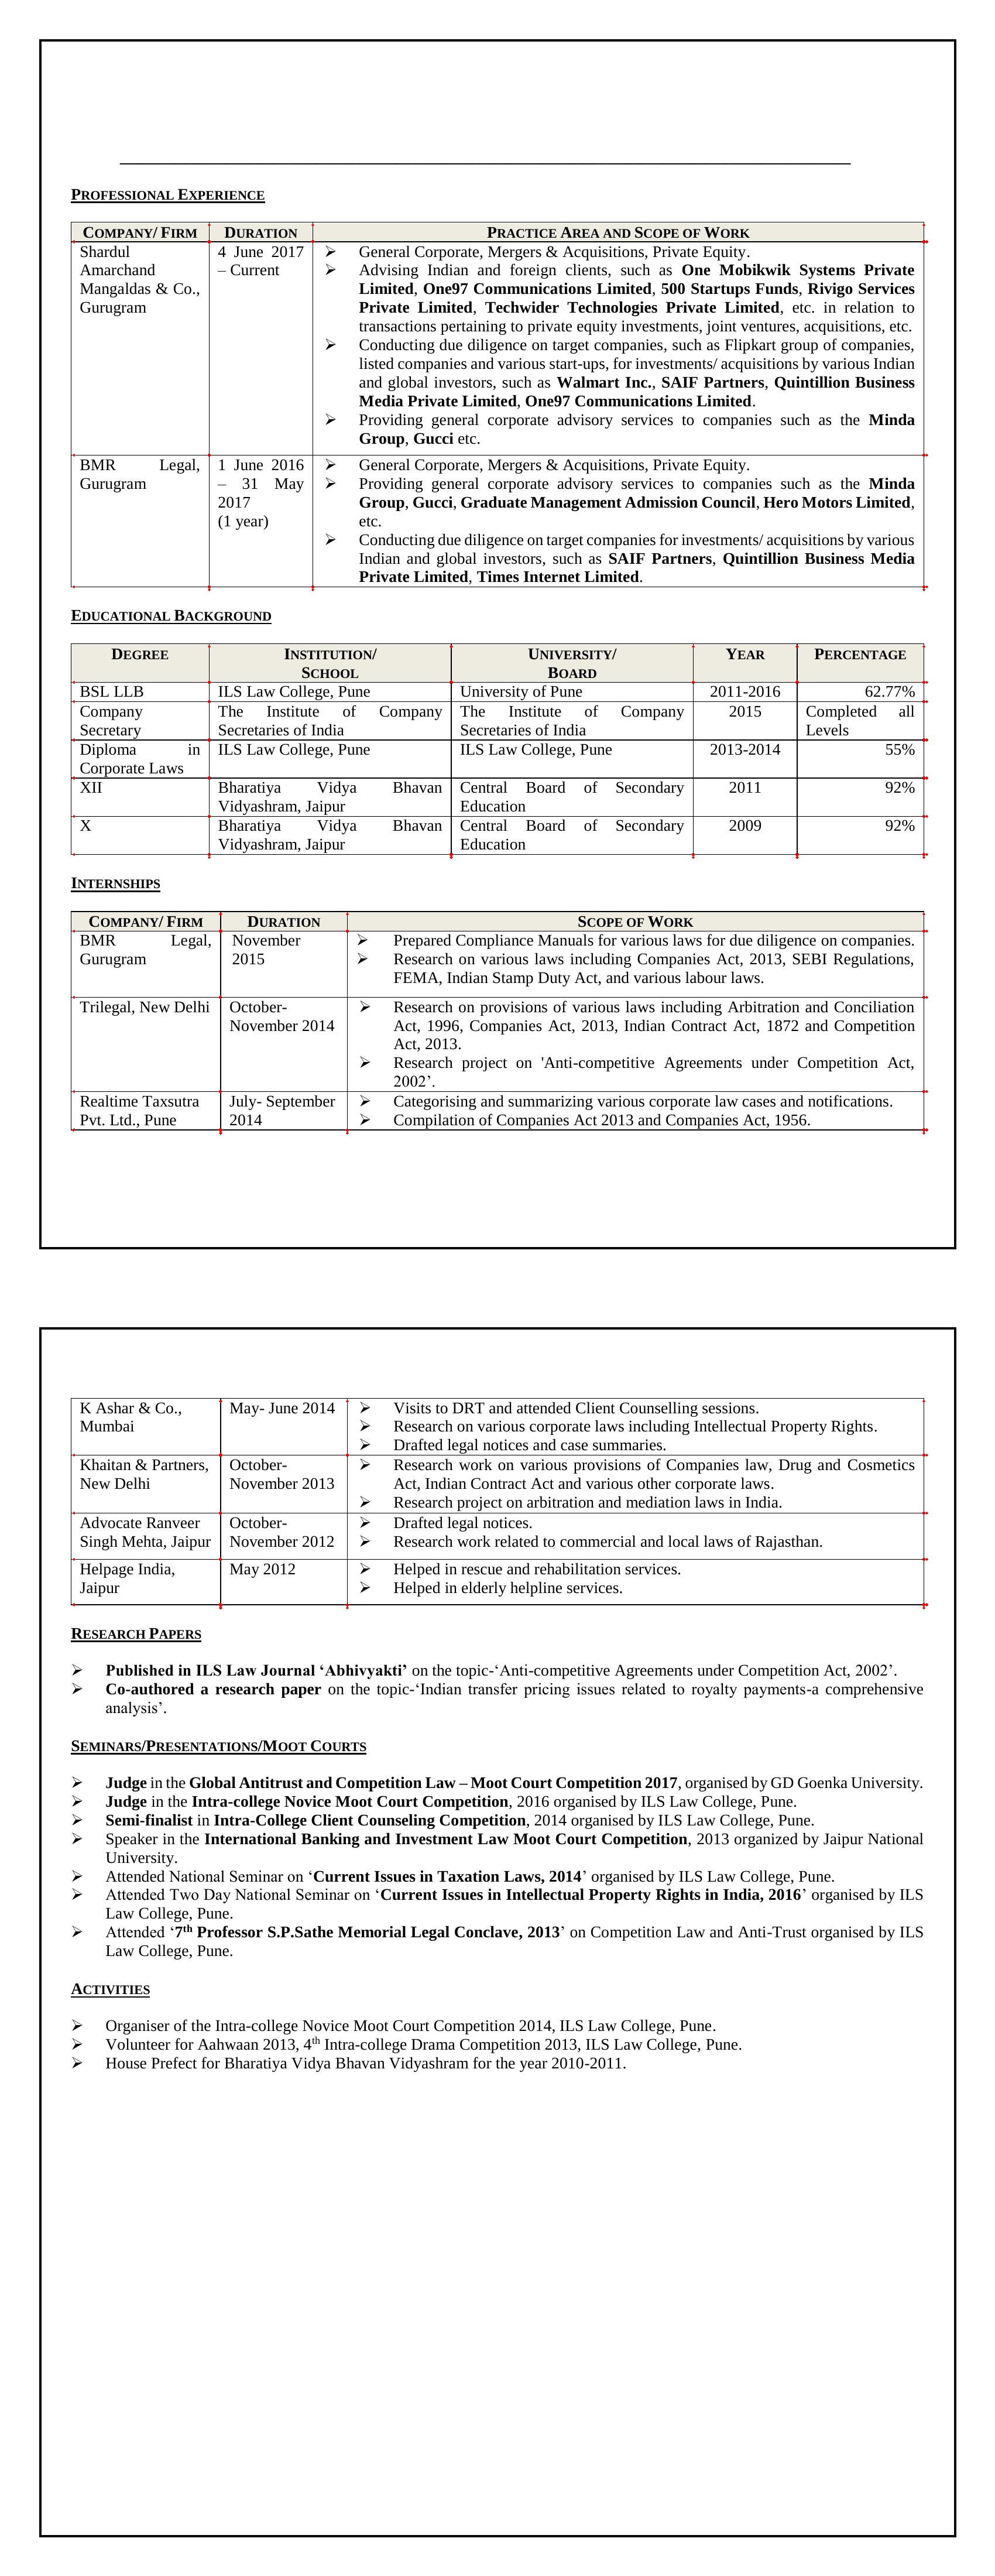 PROFESSIONAL EXPERIENCE
COMPANY/ FIRM DURATION PRACTICE AREA AND SCOPE OF WORK
Shardul Amarchand Mangaldas & Co., Gurugram
4 June 2017 – Current
➢ General Corporate, Mergers & Acquisitions, Private Equity.
➢ Advising Indian and foreign clients, such as One Mobikwik Systems Private
Limited, One97 Communications Limited, 500 Startups Funds, Rivigo Services
Private Limited, Techwider Technologies Private Limited, etc. in relation to
transactions pertaining to private equity investments, joint ventures, acquisitions, etc.
➢ Conducting due diligence on target companies, such as Flipkart group of companies,
listed companies and various start-ups, for investments/ acquisitions by various Indian
and global investors, such as Walmart Inc., SAIF Partners, Quintillion Business
Media Private Limited, One97 Communications Limited.
➢ Providing general corporate advisory services to companies such as the Minda
Group, Gucci etc.
BMR Legal,
Gurugram
1 June 2016
– 31 May
2017
(1 year)
➢ General Corporate, Mergers & Acquisitions, Private Equity.
➢ Providing general corporate advisory services to companies such as the Minda
Group, Gucci, Graduate Management Admission Council, Hero Motors Limited,
etc.
➢ Conducting due diligence on target companies for investments/ acquisitions by various
Indian and global investors, such as SAIF Partners, Quintillion Business Media
Private Limited, Times Internet Limited.
EDUCATIONAL BACKGROUND
DEGREE INSTITUTION/ SCHOOL UNIVERSITY/ BOARD YEAR PERCENTAGE
BSL LLB ILS Law College, Pune University of Pune 2011-2016 62.77%
Company Secretary The Institute of Company Secretaries of India The Institute of Company Secretaries of India 2015 Completed all Levels
Diploma in Corporate Laws ILS Law College, Pune ILS Law College, Pune 2013-2014 55%
XII Bharatiya Vidya Bhavan Vidyashram, Jaipur Central Board of Secondary Education 2011 92%
X Bharatiya Vidya Bhavan Vidyashram, Jaipur Central Board of Secondary Education 2009 92%
INTERNSHIPS
COMPANY/ FIRM DURATION SCOPE OF WORK
BMR Legal,
Gurugram
November
2015
➢ Prepared Compliance Manuals for various laws for due diligence on companies.
➢ Research on various laws including Companies Act, 2013, SEBI Regulations,
FEMA, Indian Stamp Duty Act, and various labour laws.
Trilegal, New Delhi
October-
November 2014
➢ Research on provisions of various laws including Arbitration and Conciliation
Act, 1996, Companies Act, 2013, Indian Contract Act, 1872 and Competition
Act, 2013.
➢ Research project on 'Anti-competitive Agreements under Competition Act,
2002’.
Realtime Taxsutra
Pvt. Ltd., Pune
July- September
2014
➢ Categorising and summarizing various corporate law cases and notifications.
➢ Compilation of Companies Act 2013 and Companies Act, 1956.
K Ashar & Co.,
Mumbai
May- June 2014
➢ Visits to DRT and attended Client Counselling sessions.
➢ Research on various corporate laws including Intellectual Property Rights.
➢ Drafted legal notices and case summaries.
Khaitan & Partners,
New Delhi
October-
November 2013
➢ Research work on various provisions of Companies law, Drug and Cosmetics
Act, Indian Contract Act and various other corporate laws.
➢ Research project on arbitration and mediation laws in India.
Advocate Ranveer
Singh Mehta, Jaipur
October-
November 2012
➢ Drafted legal notices.
➢ Research work related to commercial and local laws of Rajasthan.
Helpage India,
Jaipur
May 2012
➢ Helped in rescue and rehabilitation services.
➢ Helped in elderly helpline services.
RESEARCH PAPERS
➢ Published in ILS Law Journal ‘Abhivyakti’ on the topic-‘Anti-competitive Agreements under Competition Act, 2002’.
➢ Co-authored a research paper on the topic-‘Indian transfer pricing issues related to royalty payments-a comprehensive
analysis’.
SEMINARS/PRESENTATIONS/MOOT COURTS
➢ Judge in the Global Antitrust and Competition Law – Moot Court Competition 2017, organised by GD Goenka University.
➢ Judge in the Intra-college Novice Moot Court Competition, 2016 organised by ILS Law College, Pune.
➢ Semi-finalist in Intra-College Client Counseling Competition, 2014 organised by ILS Law College, Pune.
➢ Speaker in the International Banking and Investment Law Moot Court Competition, 2013 organized by Jaipur National
University.
➢ Attended National Seminar on ‘Current Issues in Taxation Laws, 2014’ organised by ILS Law College, Pune.
➢ Attended Two Day National Seminar on ‘Current Issues in Intellectual Property Rights in India, 2016’ organised by ILS
Law College, Pune.
➢ Attended ‘7th Professor S.P.Sathe Memorial Legal Conclave, 2013’ on Competition Law and Anti-Trust organised by ILS
Law College, Pune.
ACTIVITIES
➢ Organiser of the Intra-college Novice Moot Court Competition 2014, ILS Law College, Pune.
➢ Volunteer for Aahwaan 2013, 4th Intra-college Drama Competition 2013, ILS Law College, Pune.
➢ House Prefect for Bharatiya Vidya Bhavan Vidyashram for the year 2010-2011.